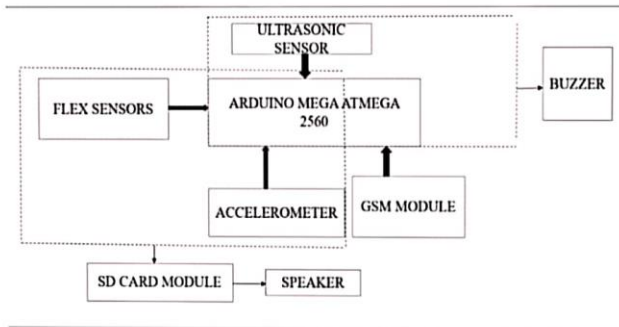 ULTRASONIC
SENSOR
BUZZER
FLEX SENSORS
ARDUINO MEGA ATMEGA
2560
ACCELEROMETER
GSM MODULE
SD CARD MODULE
SPEAKER